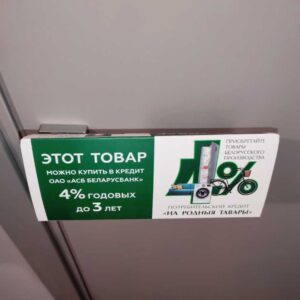 ЭТОТ ТОВАР
МОЖНО КУПИТЬ В КРЕДИТ
ОАО «АСБ БЕЛАРУСБАНК»
4% ГОДОВЫХ
ДО 3 ЛЕТ
ПРИОБРЕТАЙТЕ
ТОВАРЫ
БЕЛОРУССКОГО
ПРОИЗВОДСТВА
4%
ПОТРЕБИТЕЛЬСКИЙ КРЕДИТ
«НА РОДНЫЯ ТАВАРЫ»